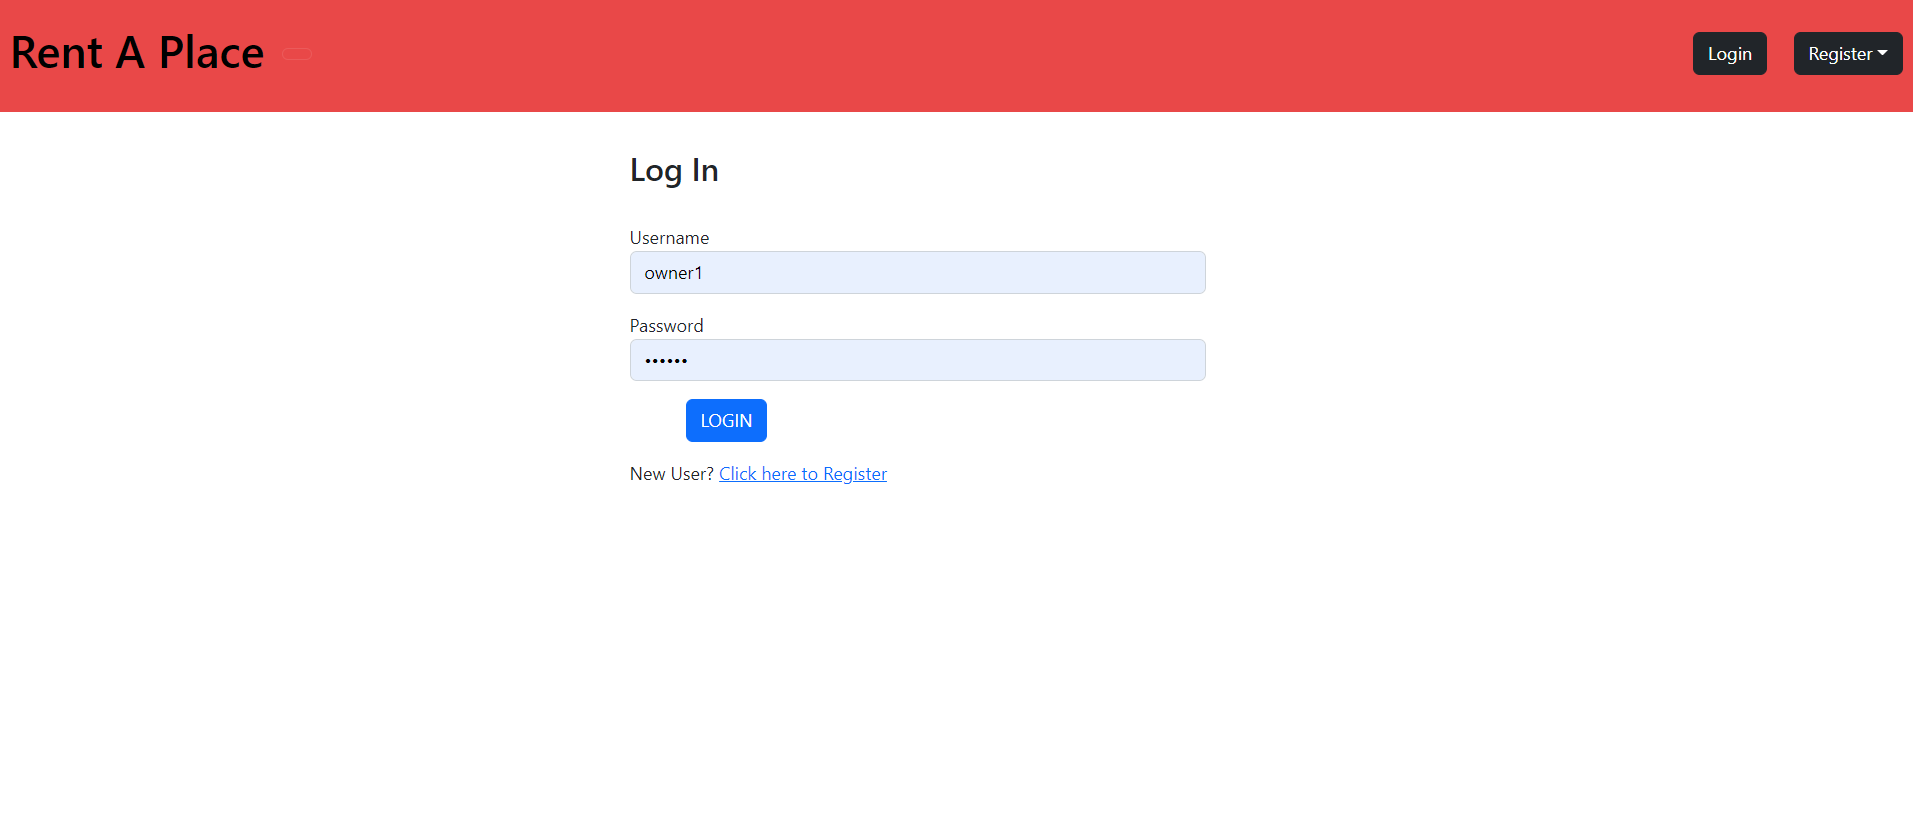 Rent A Place
Login
Register
Log In
Username
owner1
Password
••••••
LOGIN
New User? Click here to Register